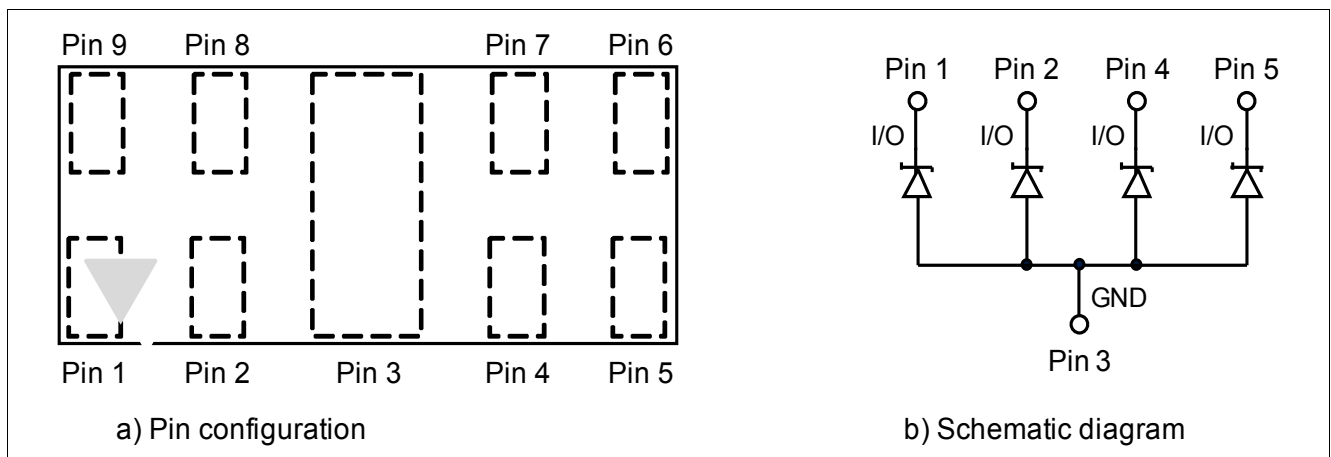 Pin 9 Pin 8 Pin 7 Pin 6
Pin 1 Pin 2 Pin 3 Pin 4 Pin 5
a) Pin configuration
Pin 1 Pin 2 Pin 4 Pin 5
I/O I/O I/O I/O
GND
Pin 3
b) Schematic diagram